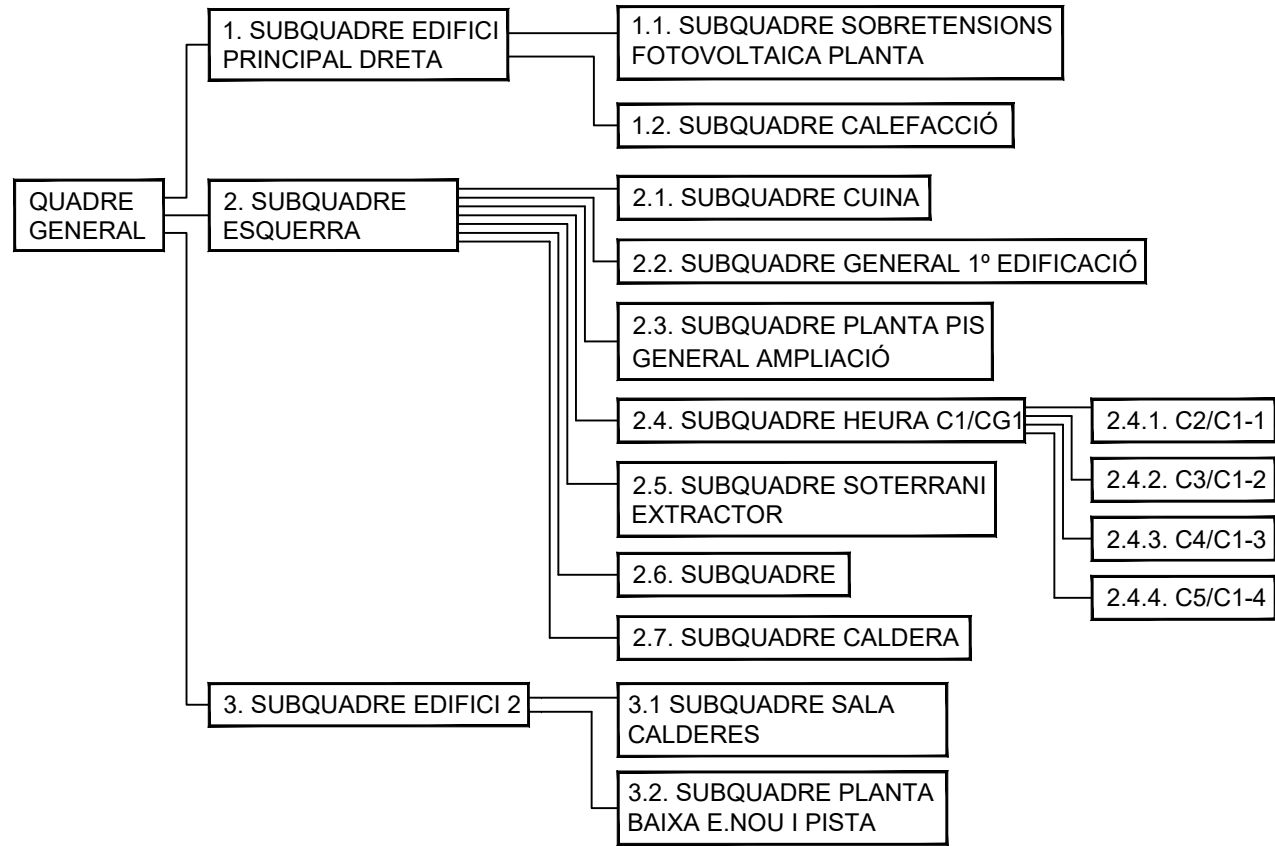 QUADRE
GENERAL
1. SUBQUADRE EDIFICI
PRINCIPAL DRETA
1.1. SUBQUADRE SOBRETENSIONS
FOTOVOLTAICA PLANTA
1.2. SUBQUADRE CALEFACCIÓ
2. SUBQUADRE
ESQUERRA
2.1. SUBQUADRE CUINA
2.2. SUBQUADRE GENERAL 1º EDIFICACIÓ
2.3. SUBQUADRE PLANTA PIS
GENERAL AMPLIACIÓ
2.4. SUBQUADRE HEURA C1/CG1
2.4.1. C2/C1-1
2.4.2. C3/C1-2
2.4.3. C4/C1-3
2.4.4. C5/C1-4
2.5. SUBQUADRE SOTERRANI
EXTRACTOR
2.6. SUBQUADRE
2.7. SUBQUADRE CALDERA
3. SUBQUADRE EDIFICI 2
3.1 SUBQUADRE SALA
CALDERES
3.2. SUBQUADRE PLANTA
BAIXA E.NOU I PISTA